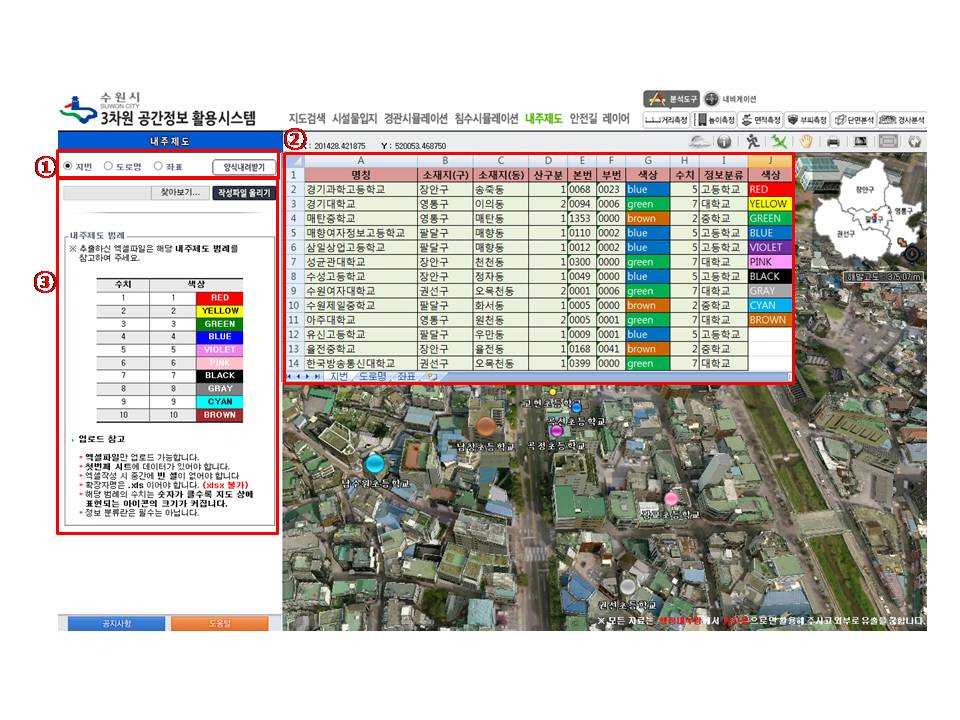 수원시
SUWON CITY
3차원 공간정보 활용시스템
지도검색 시설물입지 경관시뮬레이션 침수시뮬레이션 내주제도 안전길 레이어
분석도구 내비게이션
거리측정 높이측정 면적측정 부피측정 단면분석 경사분석
내주제도
①
지번 도로명 좌표 양식내려받기
찾아보기... 작성파일 올리기
③
내주제도 범례
※ 추출하신 엑셀파일은 해당 내주제도 범례를
참고하여 주세요.
수치 색상
1 1 RED
2 2 YELLOW
3 3 GREEN
4 4 BLUE
5 5 VIOLET
6 6 PINK
7 7 BLACK
8 8 GRAY
9 9 CYAN
10 10 BROWN
업로드 참고
* 엑셀파일만 업로드 가능합니다.
* 첫번째 시트에 데이터가 있어야 합니다.
* 엑셀작성 시 중간에 빈 셀이 없어야 합니다
* 확장자명은 .xls 이어야 합니다. (xlsx 불가)
* 해당 범례의 수치는 숫자가 클수록 지도 상에
표현되는 아이콘의 크기가 커집니다.
* 정보 분류란은 필수는 아닙니다.
공지사항 도움말
②
X : 201428.421875 Y : 520053.468750
A B C D E F G H I J
1 명칭 소재지(구) 소재지(동) 산구분 본번 부번 색상 수치 정보분류 색상
2 경기과학고등학교 장안구 송죽동 1 0068 0023 blue 5 고등학교 RED
3 경기대학교 영통구 이의동 2 0094 0006 green 7 대학교 YELLOW
4 매탄중학교 영통구 매탄동 1 1353 0000 brown 2 중학교 GREEN
5 매향여자정보고등학교 팔달구 매향동 1 0110 0002 blue 5 고등학교 BLUE
6 삼일상업고등학교 팔달구 매향동 1 0012 0002 blue 5 고등학교 VIOLET
7 성균관대학교 장안구 천천동 1 0300 0000 green 7 대학교 PINK
8 수성고등학교 장안구 정자동 1 0049 0000 blue 5 고등학교 BLACK
9 수원여자대학교 권선구 오목천동 2 0001 0006 green 7 대학교 GRAY
10 수원제일중학교 팔달구 화서동 1 0005 0000 brown 2 중학교 CYAN
11 아주대학교 영통구 원천동 2 0005 0000 green 7 대학교 BROWN
12 유신고등학교 팔달구 우만동 1 0009 0001 blue 5 고등학교
13 율전중학교 장안구 율전동 1 0168 0041 brown 2 중학교
14 한국방송통신대학교 권선구 오목천동 1 0399 0000 green 7 대학교
지번 도로명 좌표
장안구
영통구
팔달구
권선구
해발고도 : 375.07m
곡선초등학교
곡정초등학교
남수원초등학교
권선초등학교
※ 모든 자료는 행정내부망에서 참고용으로만 활용해 주시고 외부로 유출을 금합니다.